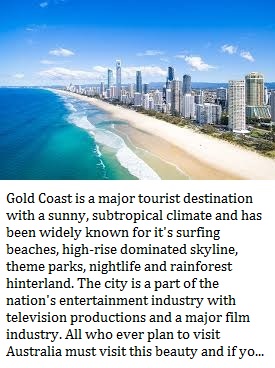 Gold Coast is a major tourist destination
with a sunny, subtropical climate and has
been widely known for it's surfing
beaches, high-rise dominated skyline,
theme parks, nightlife and rainforest
hinterland. The city is a part of the
nation's entertainment industry with
television productions and a major film
industry. All who ever plan to visit
Australia must visit this beauty and if yo...